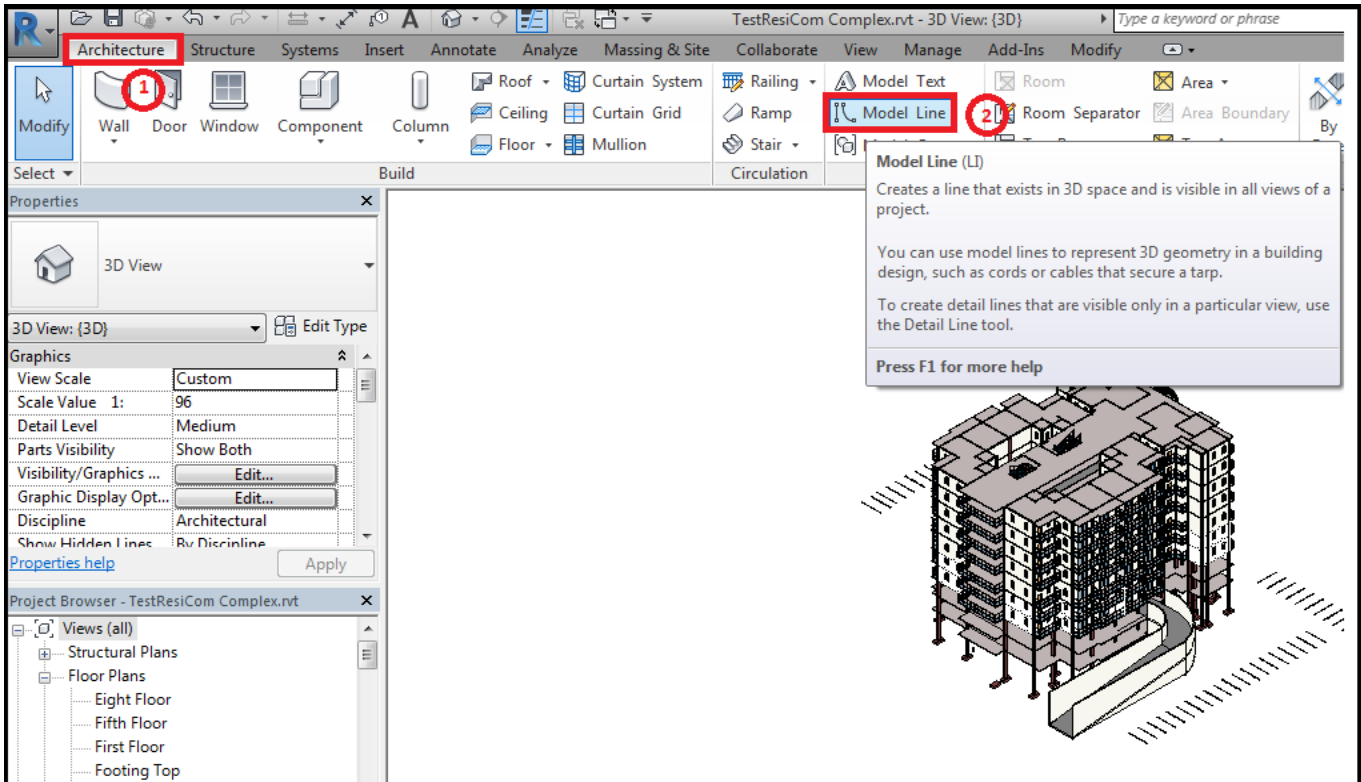 TestResiCom Complex.rvt - 3D View: {3D}
Type a keyword or phrase
Architecture Structure Systems Insert Annotate Analyze Massing & Site Collaborate View Manage Add-Ins Modify
1
2
Modify
Wall
Door
Window
Component
Column
Roof
Ceiling
Floor
Curtain System
Curtain Grid
Mullion
Railing
Ramp
Stair
Model Text
Model Line
Room
Room Separator
Area
Area Boundary
By
Select
Build
Circulation
Model Line (LI)
Creates a line that exists in 3D space and is visible in all views of a
project.
You can use model lines to represent 3D geometry in a building
design, such as cords or cables that secure a tarp.
To create detail lines that are visible only in a particular view, use
the Detail Line tool.
Press F1 for more help
Properties
3D View
3D View: {3D}
Edit Type
Graphics
View Scale Custom
Scale Value 1: 96
Detail Level Medium
Parts Visibility Show Both
Visibility/Graphics ... Edit...
Graphic Display Opt... Edit...
Discipline Architectural
Show Hidden Lines By Discipline
Properties help
Apply
Project Browser - TestResiCom Complex.rvt
Views (all)
Structural Plans
Floor Plans
Eight Floor
Fifth Floor
First Floor
Footing Top